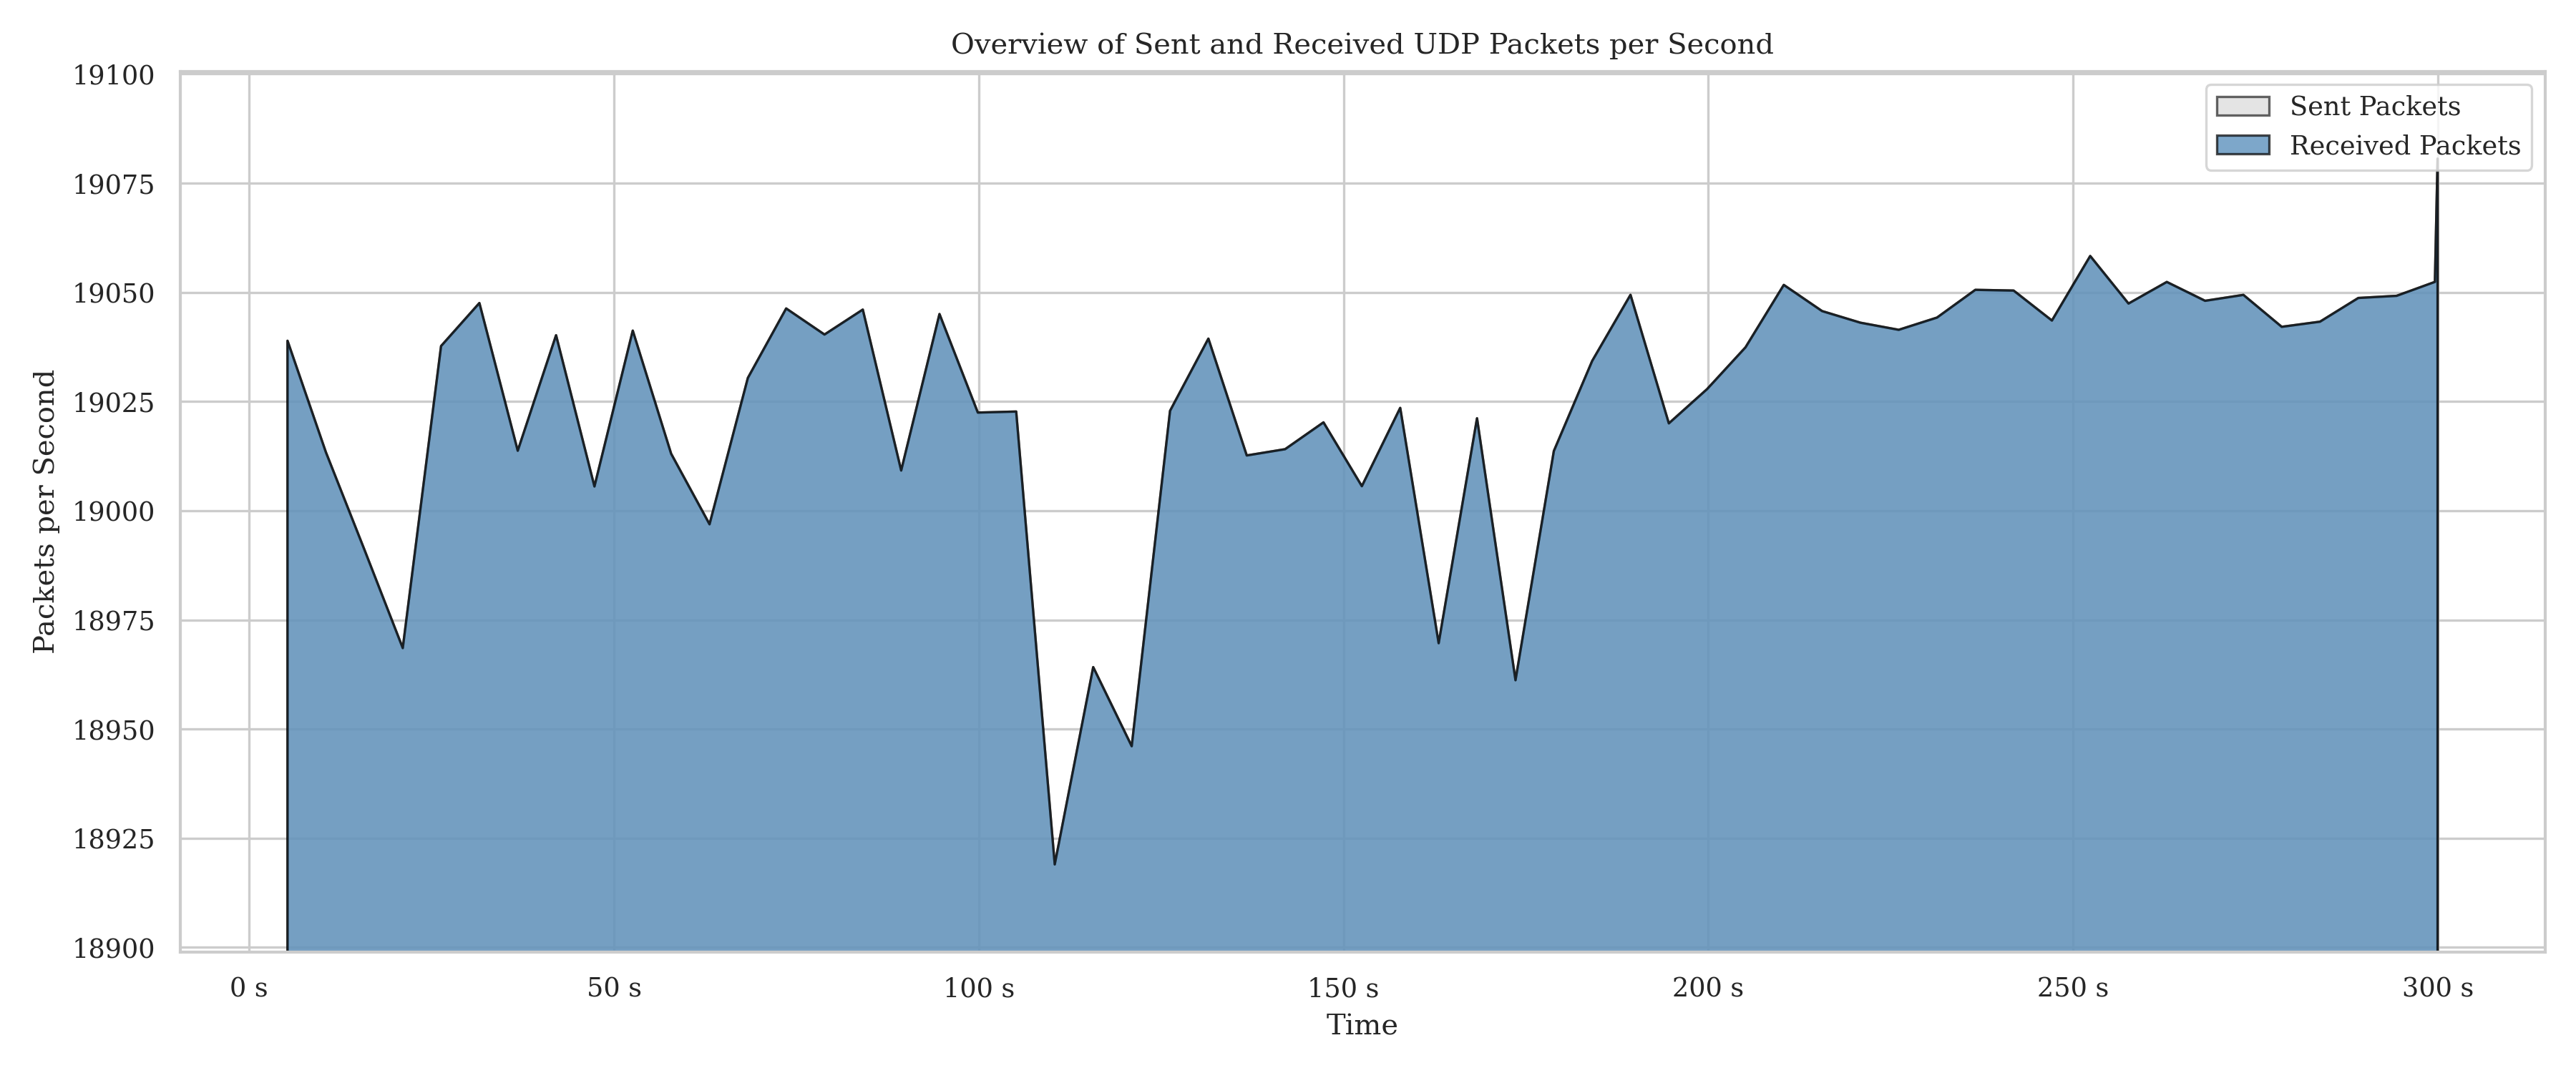 Overview of Sent and Received UDP Packets per Second
19100
19075
19050
19025
19000
18975
18950
18925
18900
Packets per Second
Sent Packets
Received Packets
0 s 50 s 100 s 150 s 200 s 250 s 300 s
Time